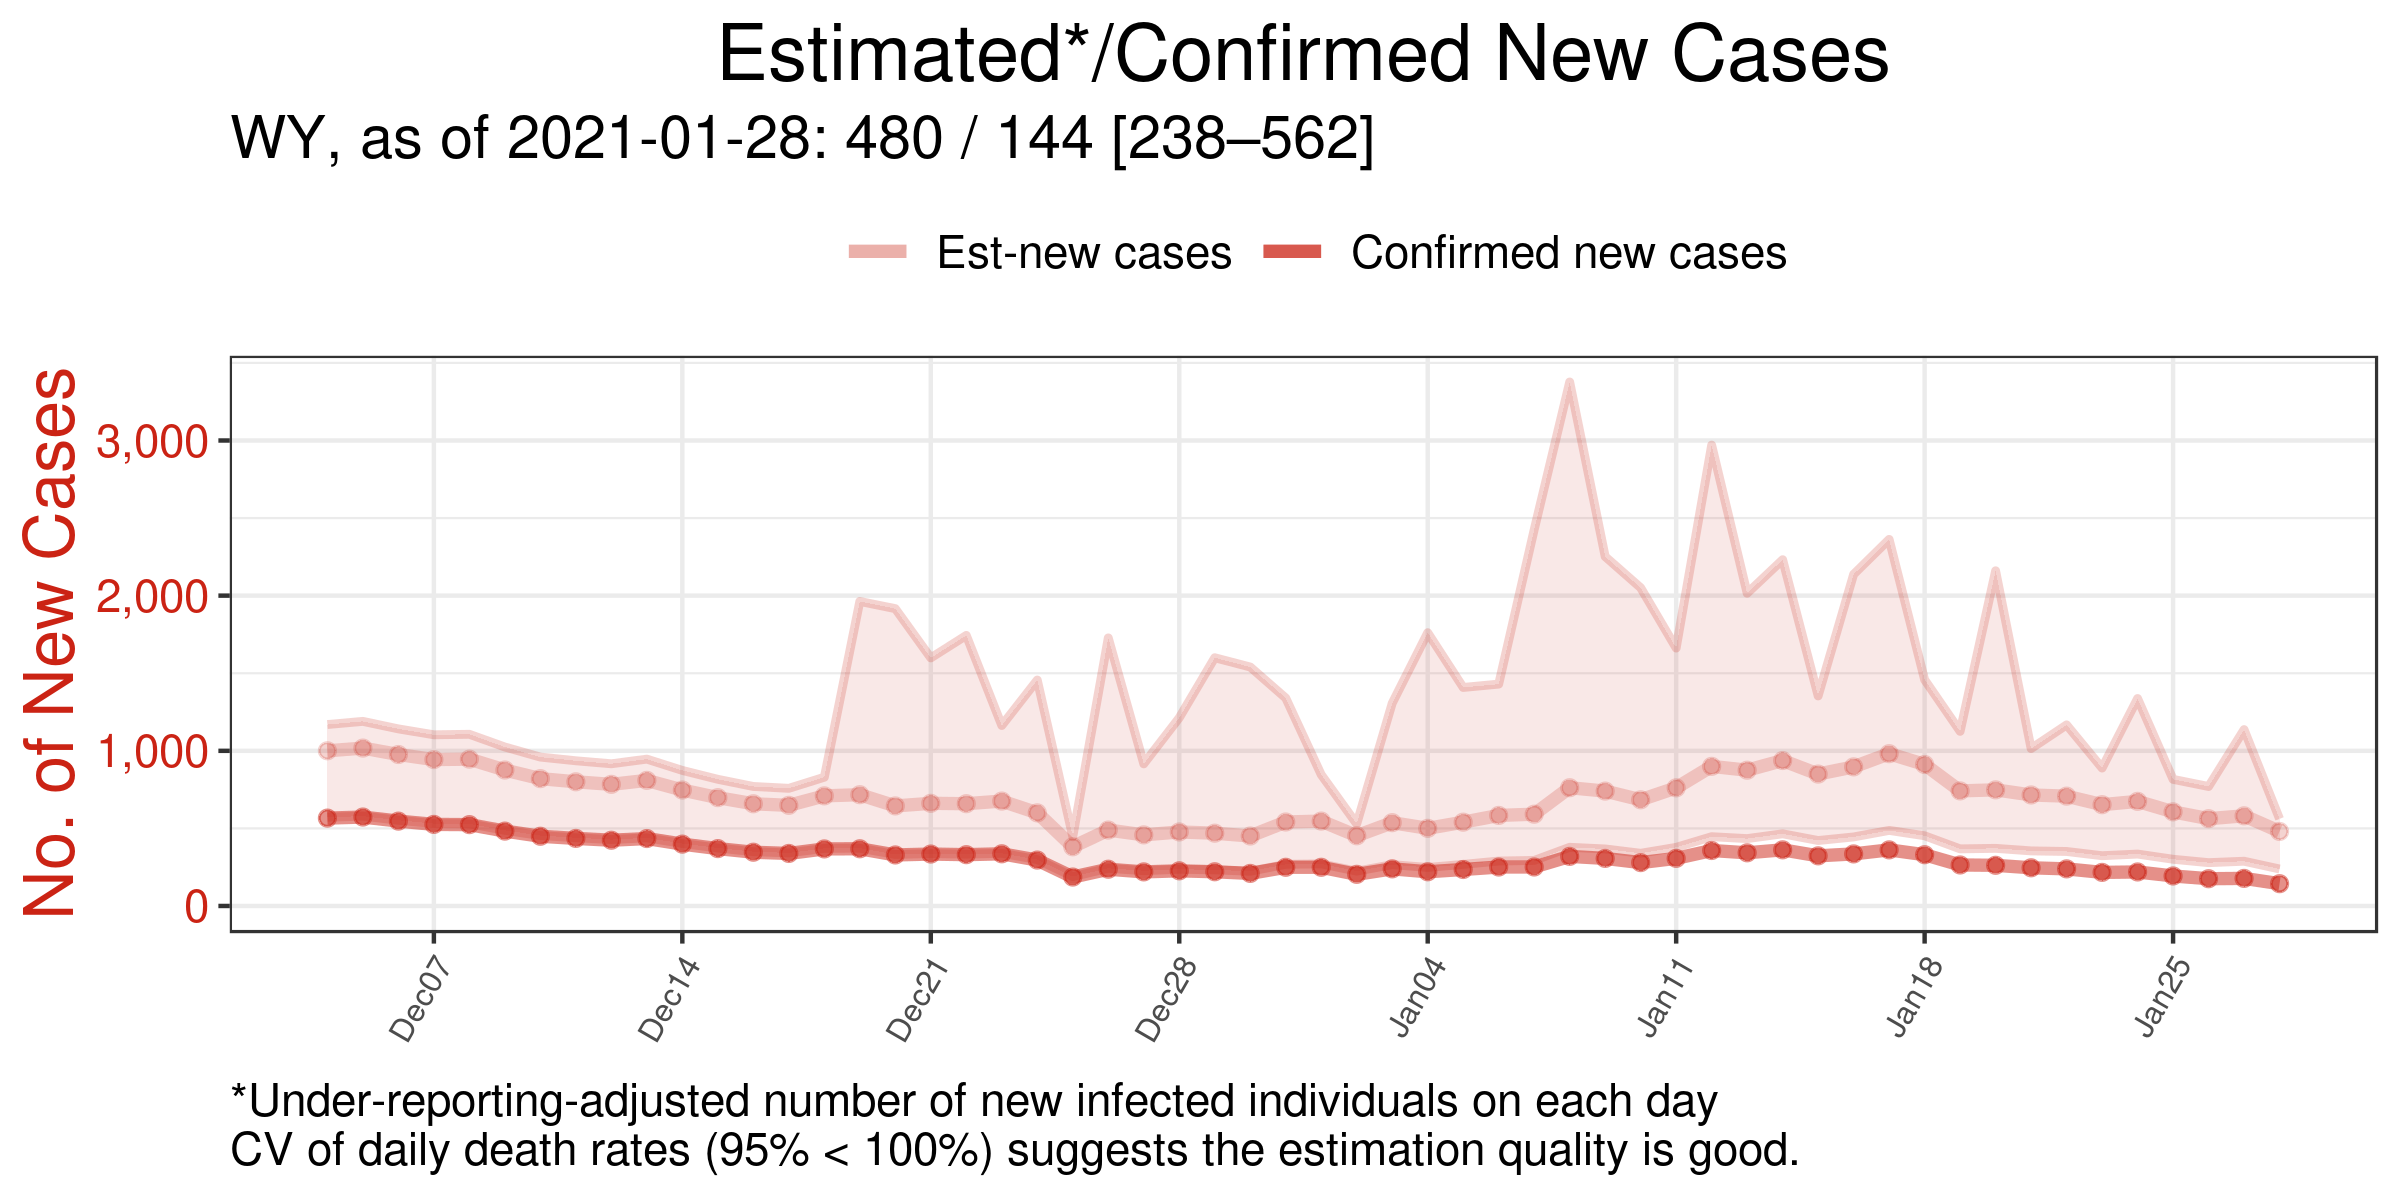 Estimated*/Confirmed New Cases
WY, as of 2021-01-28: 480 / 144 [238–562]
Est-new cases
Confirmed new cases
No. of New Cases
3,000
2,000
1,000
0
Dec07
Dec14
Dec21
Dec28
Jan04
Jan11
Jan18
Jan25
*Under-reporting-adjusted number of new infected individuals on each day
CV of daily death rates (95% < 100%) suggests the estimation quality is good.